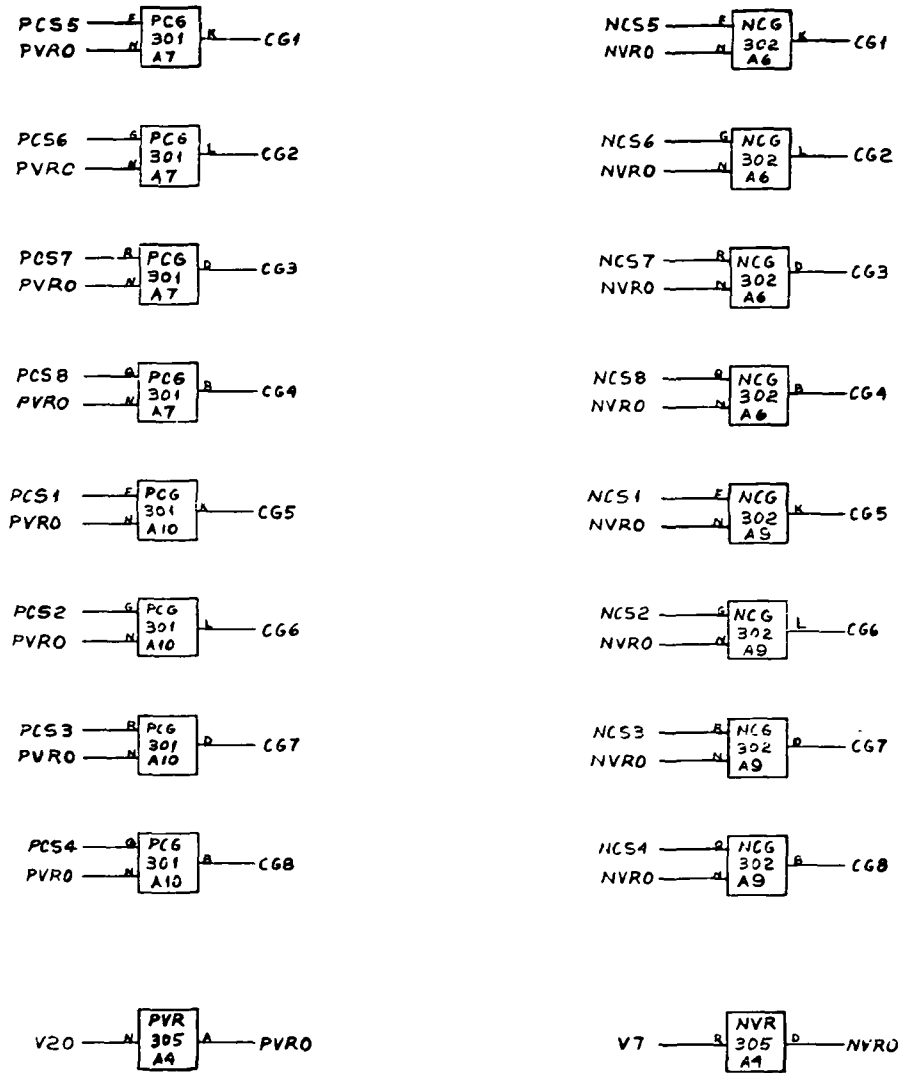 PCS5 F PCG K CG1
PVRO N 301
A7
NCS5 F NCG K CG1
NVRO N 302
A6
PCS6 G PCG L CG2
PVRO N 301
A7
NCS6 G NCG L CG2
NVRO N 302
A6
PCS7 R PCG D CG3
PVRO N 301
A7
NCS7 R NCG D CG3
NVRO N 302
A6
PCS8 Q PCG B CG4
PVRO N 301
A7
NCS8 Q NCG B CG4
NVRO N 302
A6
PCS1 F PCG K CG5
PVRO N 301
A10
NCS1 F NCG K CG5
NVRO N 302
A9
PCS2 G PCG L CG6
PVRO N 301
A10
NCS2 G NCG L CG6
NVRO N 302
A9
PCS3 R PCG D CG7
PVRO N 301
A10
NCS3 R NCG D CG7
NVRO N 302
A9
PCS4 Q PCG B CG8
PVRO N 301
A10
NCS4 Q NCG B CG8
NVRO N 302
A9
PVR
V20 N 305 A PVRO
A4
NVR
V7 R 305 D NVRO
A4